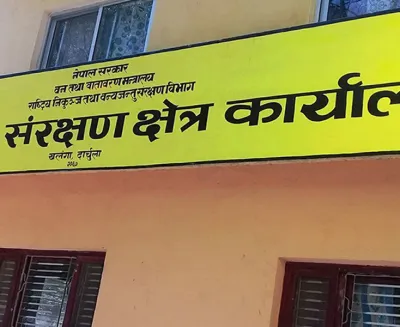 नेपाल सरकार
वन तथा वातावरण मन्त्रालय
राष्ट्रिय निकुञ्ज तथा वन्यजन्तु संरक्षण विभाग
संरक्षण क्षेत्र कार्याल
खलंगा, दार्चुला